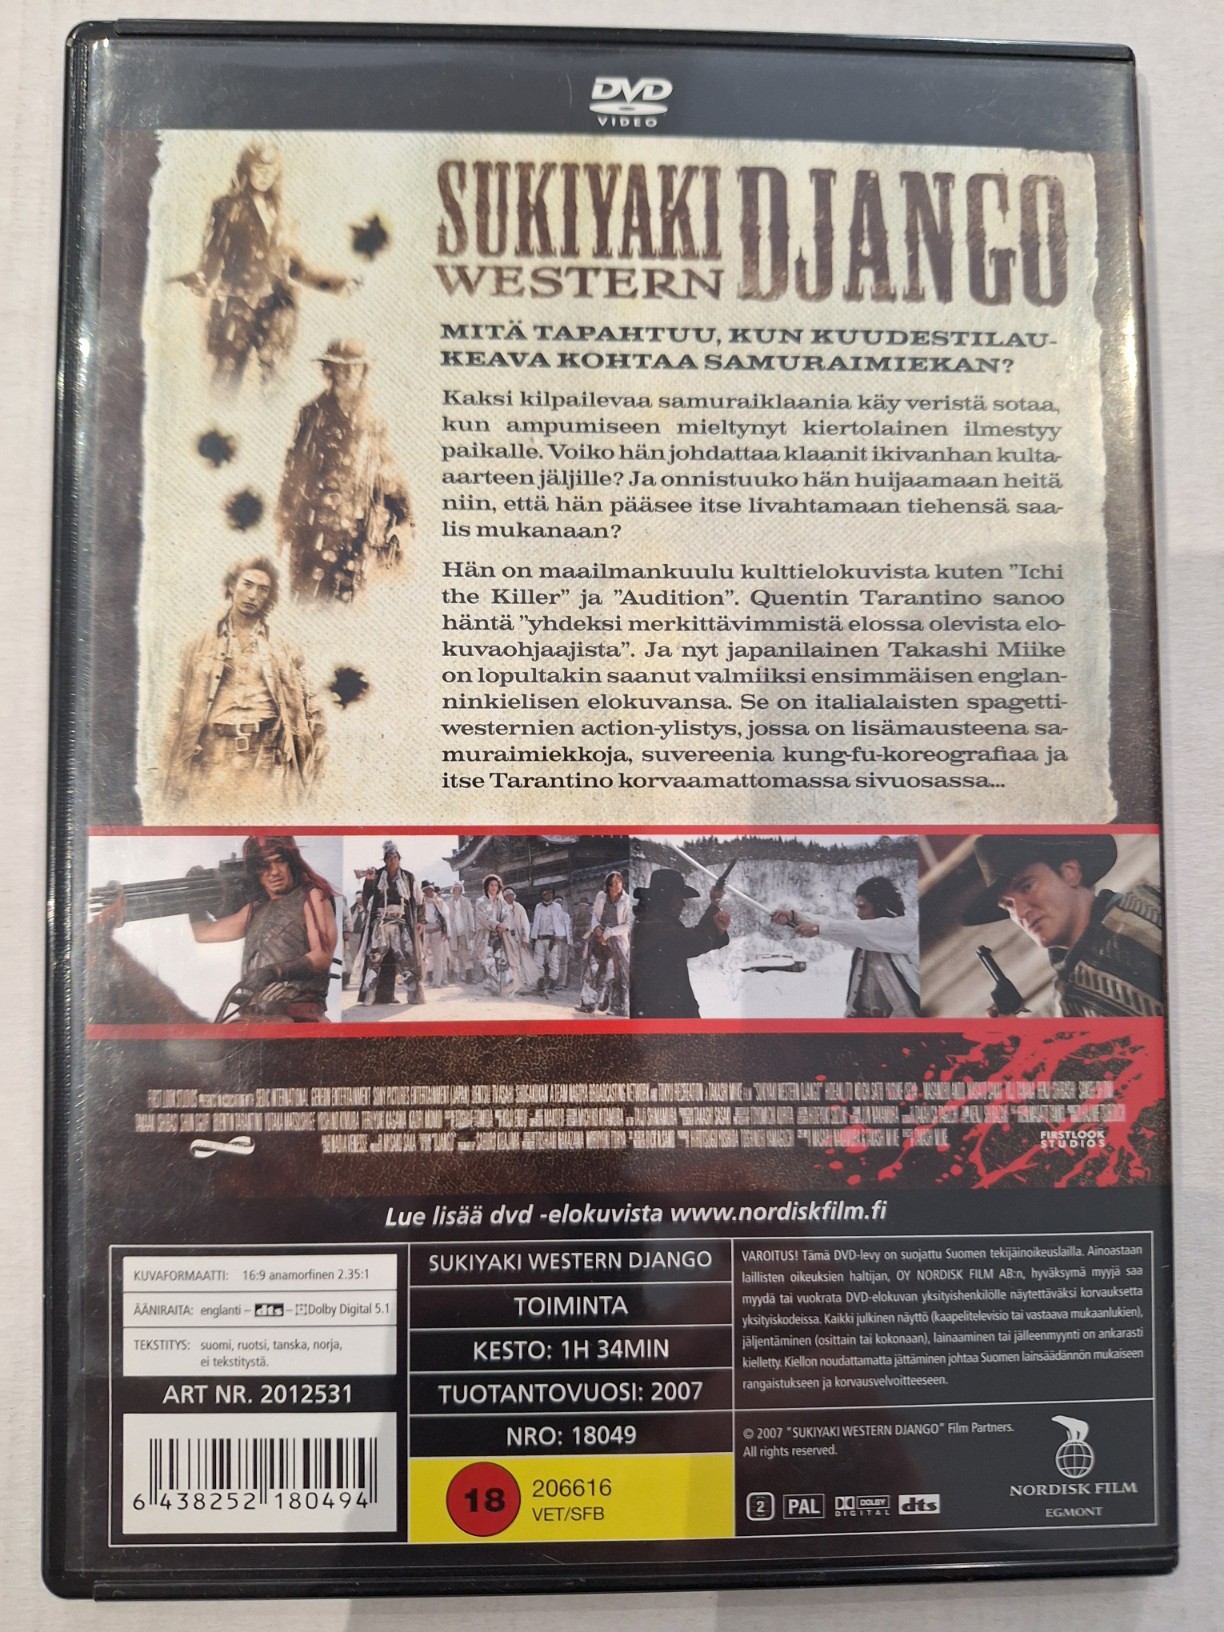 DVD
VIDEO
SUKIYAKI
WESTERN
DJANGO
MITÄ TAPAHTUU, KUN KUUDESTILAU-
KEAVA KOHTAA SAMURAIMIEKAN?
Kaksi kilpailevaa samuraiklaania käy veristä sotaa,
kun ampumiseen mieltynyt kiertolainen ilmestyy
paikalle. Voiko hän johdattaa klaanit ikivanhan kulta-
aarteen jäljille? Ja onnistuuko hän huijaamaan heitä
niin, että hän pääsee itse livahtamaan tiehensä saa-
lis mukanaan?
Hän on maailmankuulu kulttielokuvista kuten "Ichi
the Killer" ja "Audition". Quentin Tarantino sanoo
häntä "yhdeksi merkittävimmistä elossa olevista elo-
kuvaohjaajista". Ja nyt japanilainen Takashi Miike
on lopultakin saanut valmiiksi ensimmäisen englan-
ninkielisen elokuvansa. Se on italialaisten spagetti-
westernien action-ylistys, jossa on lisämausteena sa-
muraimiekkoja, suvereenia kung-fu-koreografiaa ja
itse Tarantino korvaamattomassa sivuosassa...
FIRST LOOK STUDIOS
FIRSTLOOK
STUDIOS
Lue lisää dvd -elokuvista www.nordiskfilm.fi
KUVAFORMAATTI: 16:9 anamorfinen 2.35:1
ÄÄNIRAITA: englanti – dts – Dolby Digital 5.1
TEKSTITYS: suomi, ruotsi, tanska, norja,
ei tekstitystä.
ART NR. 2012531
6 438252 180494
SUKIYAKI WESTERN DJANGO
TOIMINTA
KESTO: 1H 34MIN
TUOTANTOVUOSI: 2007
NRO: 18049
18
206616
VET/SFB
VAROITUS! Tämä DVD-levy on suojattu Suomen tekijäinoikeuslailla. Ainoastaan
laillisten oikeuksien haltijan, OY NORDISK FILM AB:n, hyväksymä myyjä saa
myydä tai vuokrata DVD-elokuvan yksityishenkilölle näytettäväksi korvauksetta
yksityiskodeissa. Kaikki julkinen näyttö (kaapelitelevisio tai vastaava mukaanlukien),
jäljentäminen (osittain tai kokonaan), lainaaminen tai jälleenmyynti on ankarasti
kielletty. Kiellon noudattamatta jättäminen johtaa Suomen lainsäädännön mukaiseen
rangaistukseen ja korvausvelvoitteeseen.
© 2007 "SUKIYAKI WESTERN DJANGO" Film Partners.
All rights reserved.
2 PAL DOLBY DIGITAL dts
NORDISK FILM
EGMONT